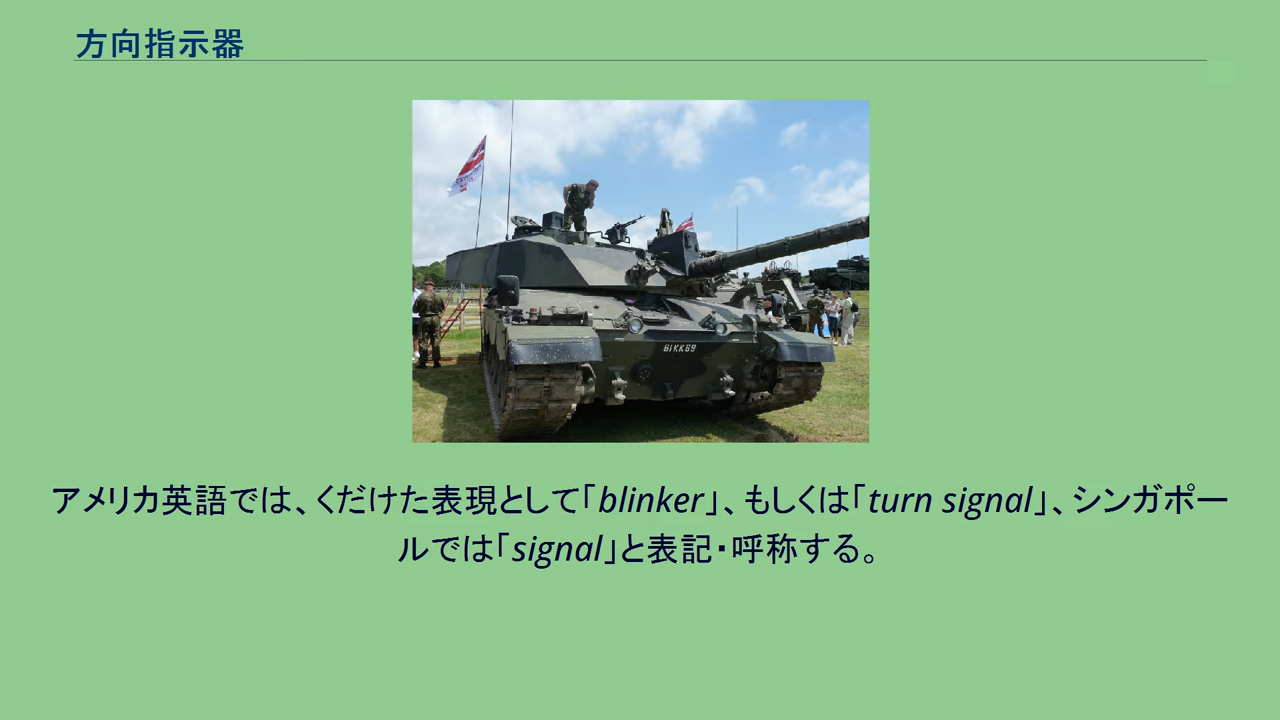 方向指示器
61KK69
アメリカ英語では、くだけた表現として「blinker」、もしくは「turn signal」、シンガポー
ルでは「signal」と表記・呼称する。